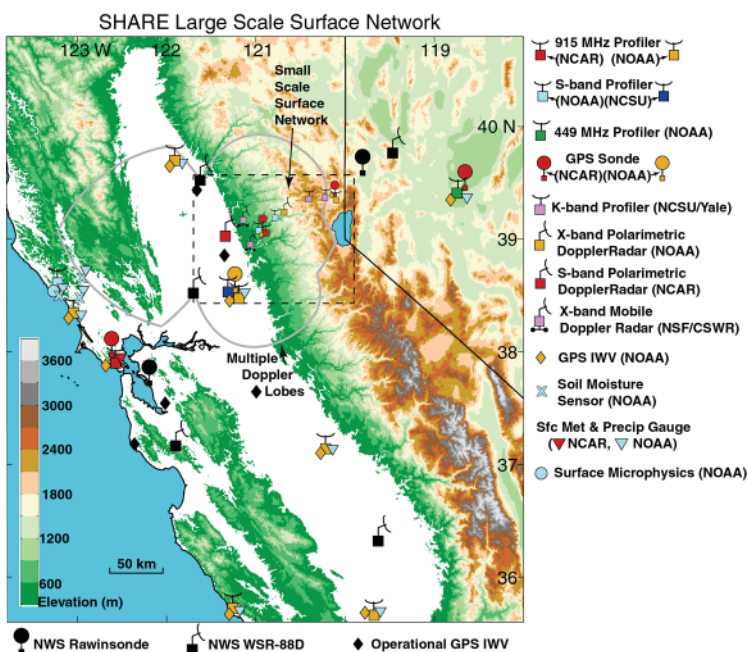 SHARE Large Scale Surface Network
123 W
122
121
119
Small
Scale
Surface
Network
40 N
39
38
37
36
Multiple
Doppler
Lobes
3600
3000
2400
1800
1200
600
Elevation (m)
50 km
915 MHz Profiler
(NCAR) (NOAA)
S-band Profiler
(NOAA)(NCSU)
449 MHz Profiler (NOAA)
GPS Sonde
(NCAR)(NOAA)
K-band Profiler (NCSU/Yale)
X-band Polarimetric
DopplerRadar (NOAA)
S-band Polarimetric
DopplerRadar (NCAR)
X-band Mobile
Doppler Radar (NSF/CSWR)
GPS IWV (NOAA)
Soil Moisture
Sensor (NOAA)
Sfc Met & Precip Gauge
(NCAR, NOAA)
Surface Microphysics (NOAA)
NWS Rawinsonde
NWS WSR-88D
Operational GPS IWV